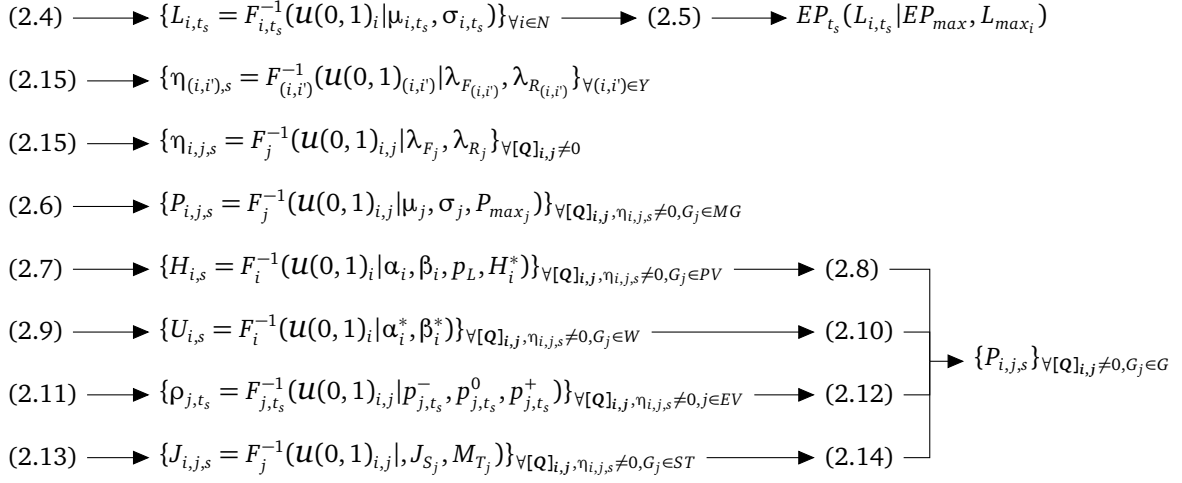 (2.4) ⟶ {L_{i,t_s} = F^{-1}_{i,t_s}(𝒰(0,1)_i|μ_{i,t_s}, σ_{i,t_s})}_{∀i∈N} ⟶ (2.5) ⟶ EP_{t_s}(L_{i,t_s}|EP_{max}, L_{max_i})
(2.15) ⟶ {η_{(i,i'),s} = F^{-1}_{(i,i')}(𝒰(0,1)_{(i,i')}|λ_{F_{(i,i')}}, λ_{R_{(i,i')}})}_{∀(i,i')∈Y}
(2.15) ⟶ {η_{i,j,s} = F^{-1}_j(𝒰(0,1)_{i,j}|λ_{F_j}, λ_{R_j})}_{∀[Q]_{i,j}≠0}
(2.6) ⟶ {P_{i,j,s} = F^{-1}_j(𝒰(0,1)_{i,j}|μ_j, σ_j, P_{max_j})}_{∀[Q]_{i,j},η_{i,j,s}≠0,G_j∈MG}
(2.7) ⟶ {H_{i,s} = F^{-1}_i(𝒰(0,1)_i|α_i, β_i, p_L, H^*_i)}_{∀[Q]_{i,j},η_{i,j,s}≠0,G_j∈PV} ⟶ (2.8)
(2.9) ⟶ {U_{i,s} = F^{-1}_i(𝒰(0,1)_i|α^*_i, β^*_i)}_{∀[Q]_{i,j},η_{i,j,s}≠0,G_j∈W} ⟶ (2.10)
⟶ {P_{i,j,s}}_{∀[Q]_{i,j}≠0,G_j∈G}
(2.11) ⟶ {ρ_{j,t_s} = F^{-1}_{j,t_s}(𝒰(0,1)_{i,j}|p^-_{j,t_s}, p^0_{j,t_s}, p^+_{j,t_s})}_{∀[Q]_{i,j},η_{i,j,s}≠0,j∈EV} ⟶ (2.12)
(2.13) ⟶ {J_{i,j,s} = F^{-1}_j(𝒰(0,1)_{i,j}|, J_{S_j}, M_{T_j})}_{∀[Q]_{i,j},η_{i,j,s}≠0,G_j∈ST} ⟶ (2.14)